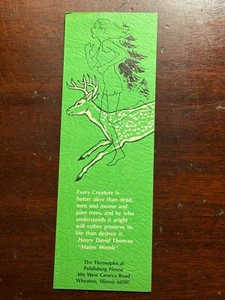 Every Creature is
better alive than dead,
men and moose and
pine trees, and he who
understands it aright
will rather preserve its
life than destroy it.
Henry David Thoreau
"Maine Woods"
The Theosophical
Publishing House
306 West Geneva Road
Wheaton, Illinois 60187